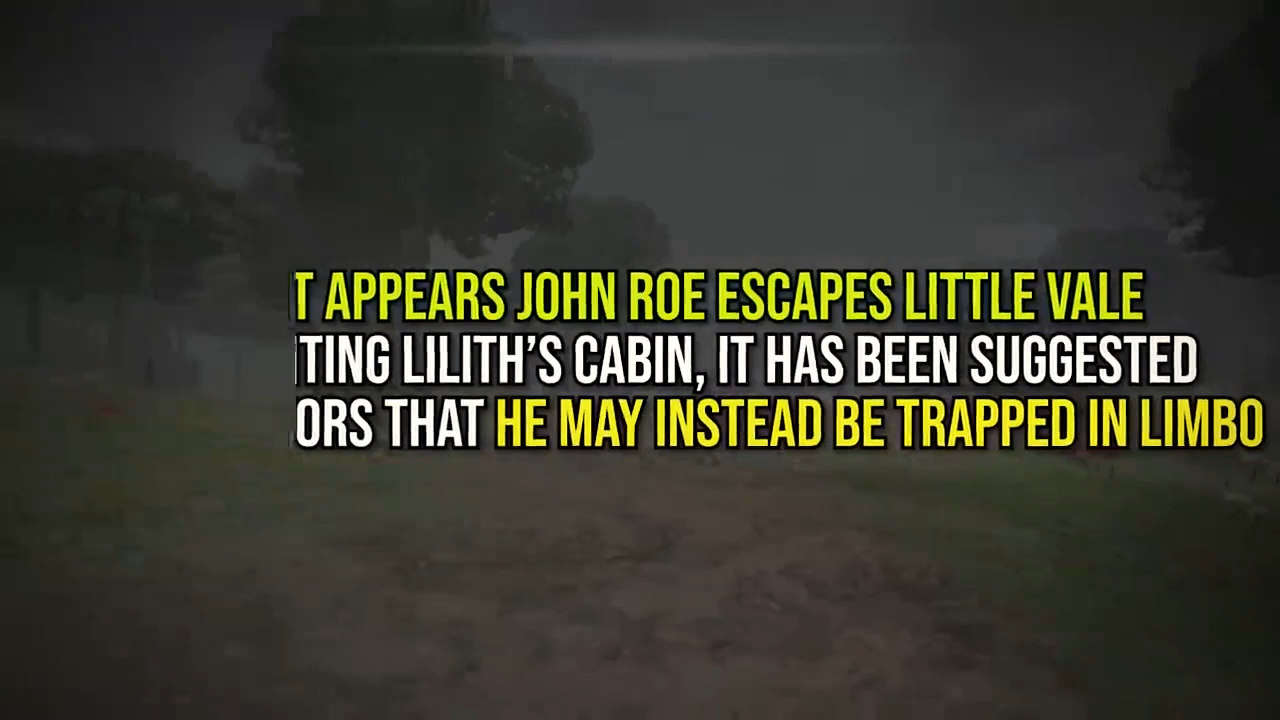 T APPEARS JOHN ROE ESCAPES LITTLE VALE
TING LILITH'S CABIN, IT HAS BEEN SUGGESTED
ORS THAT HE MAY INSTEAD BE TRAPPED IN LIMBO